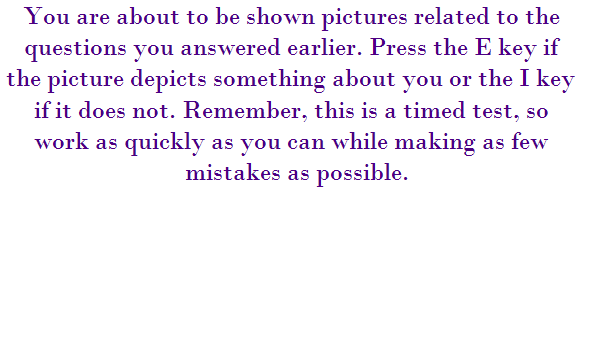 You are about to be shown pictures related to the
questions you answered earlier. Press the E key if
the picture depicts something about you or the I key
if it does not. Remember, this is a timed test, so
work as quickly as you can while making as few
mistakes as possible.